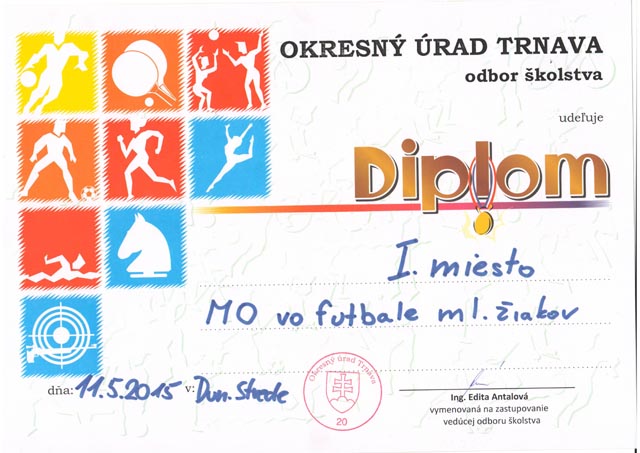 OKRESNÝ ÚRAD TRNAVA
odbor školstva
udeľuje
Diplom
I. miesto
MO vo futbale ml. žiakov
dňa: 11.5.2015 v: Dun. Strede
Okresný úrad Trnava
20
Ing. Edita Antalová
vymenovaná na zastupovanie
vedúcej odboru školstva